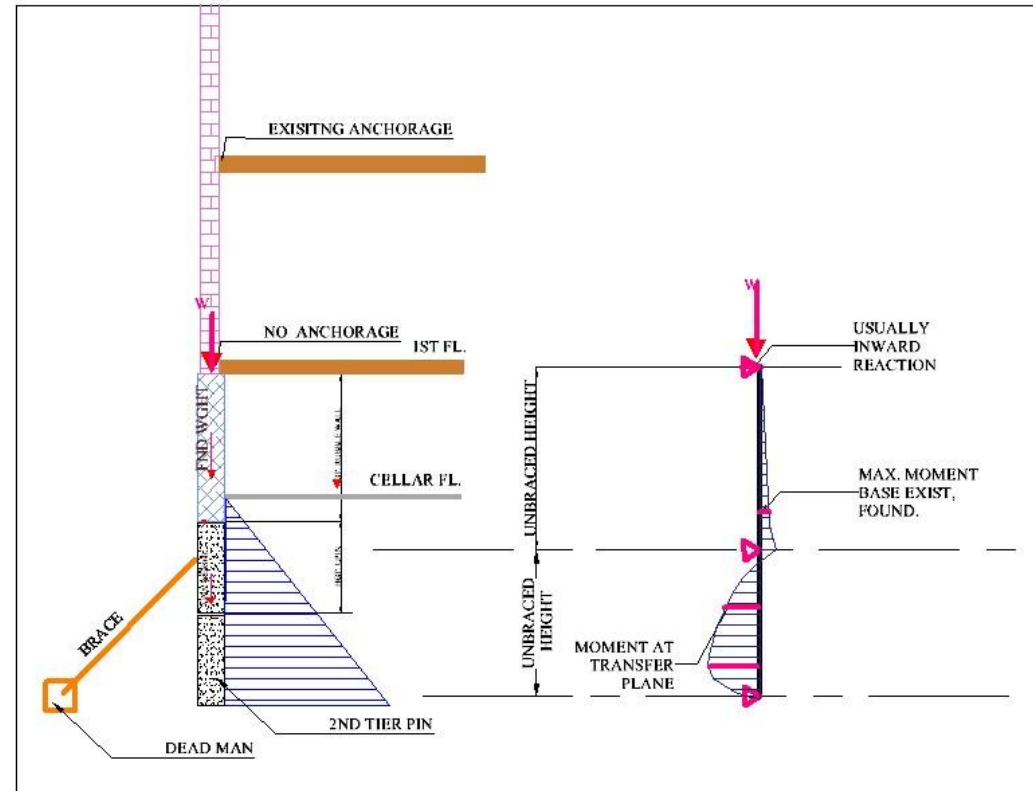 EXISITNG ANCHORAGE
W
NO ANCHORAGE
1ST FL.
FND WGHT
CELLAR FL.
BRACE
2ND TIER PIN
DEAD MAN
W
USUALLY
INWARD
REACTION
UNBRACED HEIGHT
MAX. MOMENT
BASE EXIST,
FOUND.
UNBRACED
HEIGHT
MOMENT AT
TRANSFER
PLANE